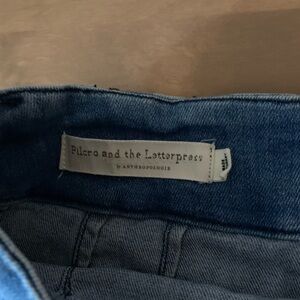 Pilcro and the Letterpress
by ANTHROPOLOGIE